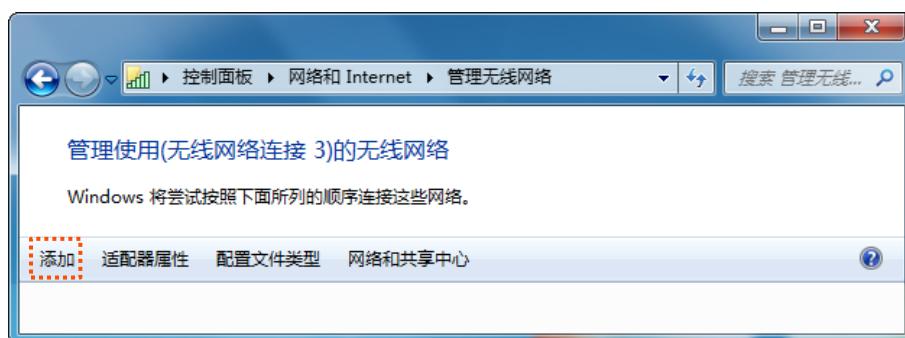 控制面板 ▸ 网络和 Internet ▸ 管理无线网络
搜索 管理无线...
管理使用(无线网络连接 3)的无线网络
Windows 将尝试按照下面所列的顺序连接这些网络。
添加 适配器属性 配置文件类型 网络和共享中心